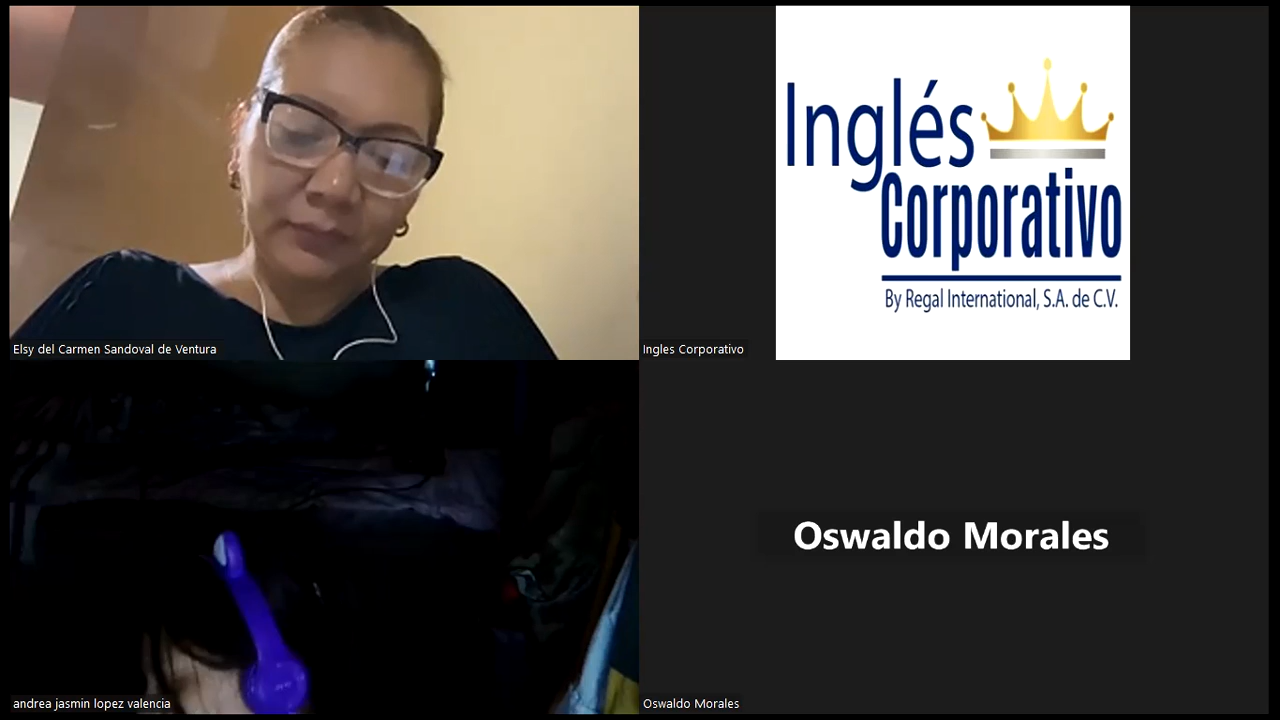 Inglés
Corporativo
By Regal International, S.A. de C.V.
Elsy del Carmen Sandoval de Ventura
Ingles Corporativo
Oswaldo Morales
andrea jasmin lopez valencia
Oswaldo Morales